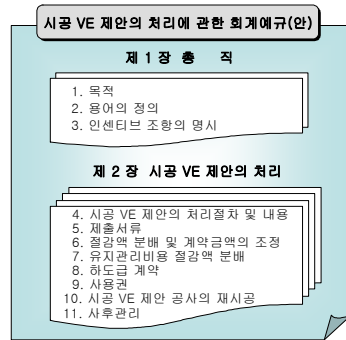 시공 VE 제안의 처리에 관한 회계예규(안)
제 1 장 총 직
1. 목적
2. 용어의 정의
3. 인센티브 조항의 명시
제 2 장 시공 VE 제안의 처리
4. 시공 VE 제안의 처리절차 및 내용
5. 제출서류
6. 절감액 분배 및 계약금액의 조정
7. 유지관리비용 절감액 분배
8. 하도급 계약
9. 사용권
10. 시공 VE 제안 공사의 재시공
11. 사후관리